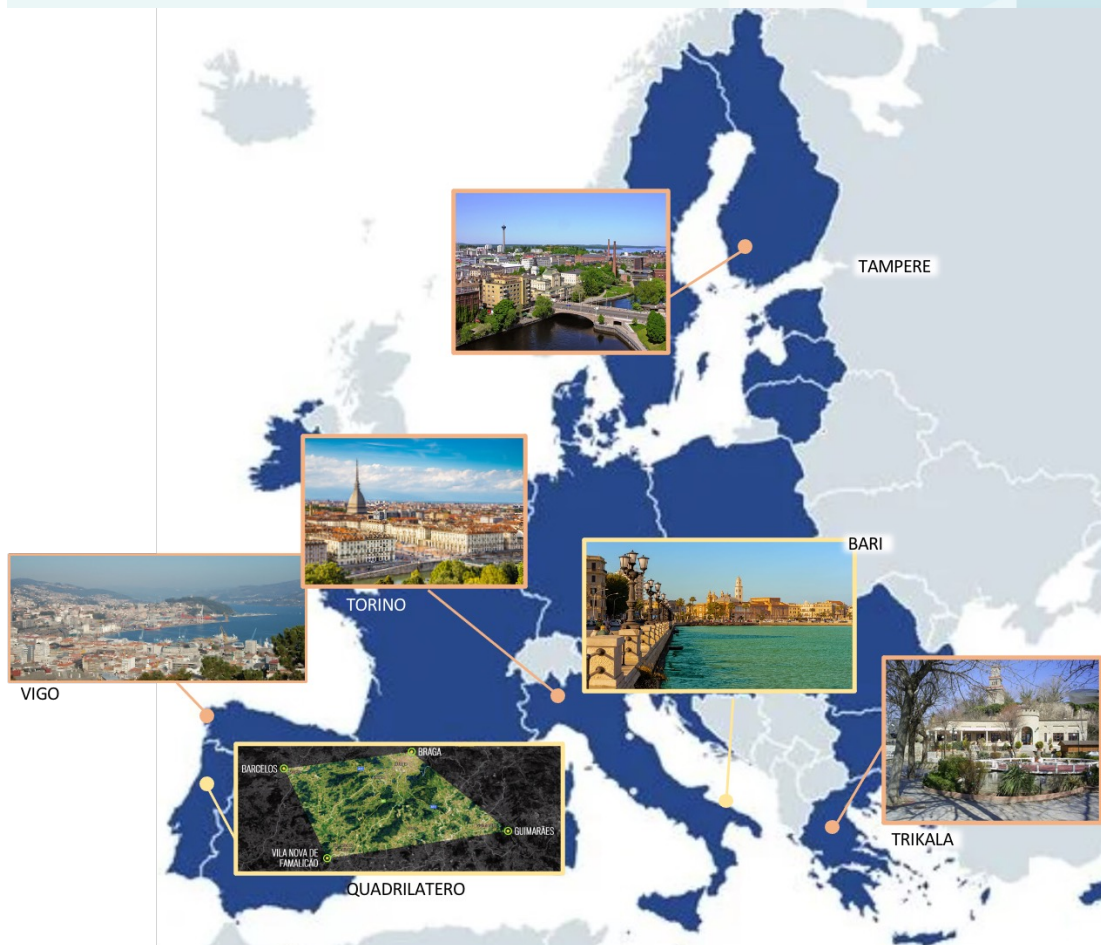 TAMPERE
BARI
TORINO
VIGO
BRAGA
BARCELOS
GUIMARÃES
VILA NOVA DE
FAMALICÃO
TRIKALA
QUADRILATERO